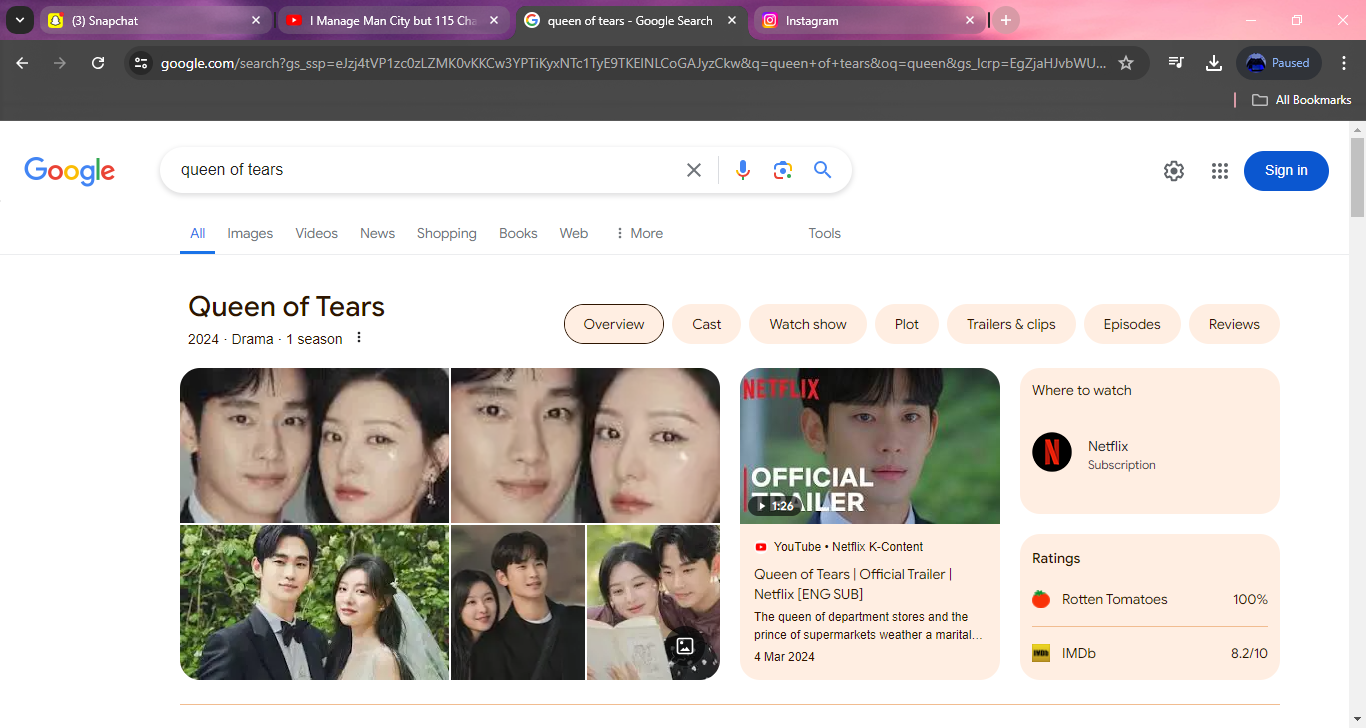 (3) Snapchat
I Manage Man City but 115 Cha
queen of tears - Google Search
Instagram
google.com/search?gs_ssp=eJzj4tVP1zc0zLZMK0vKKCw3YPTiKyxNTc1TyE9TKEINLCoGAJyzCkw&q=queen+of+tears&oq=queen&gs_lcrp=EgZjaHJvbWU...
Paused
All Bookmarks
Google
queen of tears
Sign in
All Images Videos News Shopping Books Web More Tools
Queen of Tears
2024 · Drama · 1 season
Overview Cast Watch show Plot Trailers & clips Episodes Reviews
NETFLIX
OFFICIAL
TRAILER
1:26
YouTube • Netflix K-Content
Queen of Tears | Official Trailer |
Netflix [ENG SUB]
The queen of department stores and the
prince of supermarkets weather a marital...
4 Mar 2024
Where to watch
N
Netflix
Subscription
Ratings
Rotten Tomatoes 100%
IMDb
IMDb 8.2/10